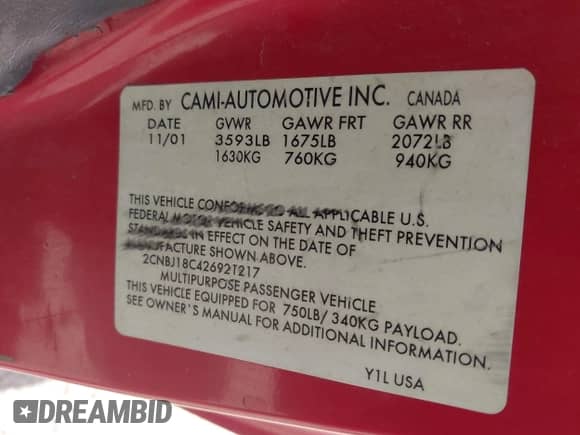 MFD. BY CAMI-AUTOMOTIVE INC. CANADA
DATE GVWR GAWR FRT GAWR RR
11/01 3593LB 1675LB 2072LB
1630KG 760KG 940KG
THIS VEHICLE CONFORMS TO ALL APPLICABLE U.S.
FEDERAL MOTOR VEHICLE SAFETY AND THEFT PREVENTION
STANDARDS IN EFFECT ON THE DATE OF
MANUFACTURE SHOWN ABOVE.
2CNBJ18C42692T217
MULTIPURPOSE PASSENGER VEHICLE
THIS VEHICLE EQUIPPED FOR 750LB/ 340KG PAYLOAD.
SEE OWNER'S MANUAL FOR ADDITIONAL INFORMATION.
Y1L USA
DREAMBID